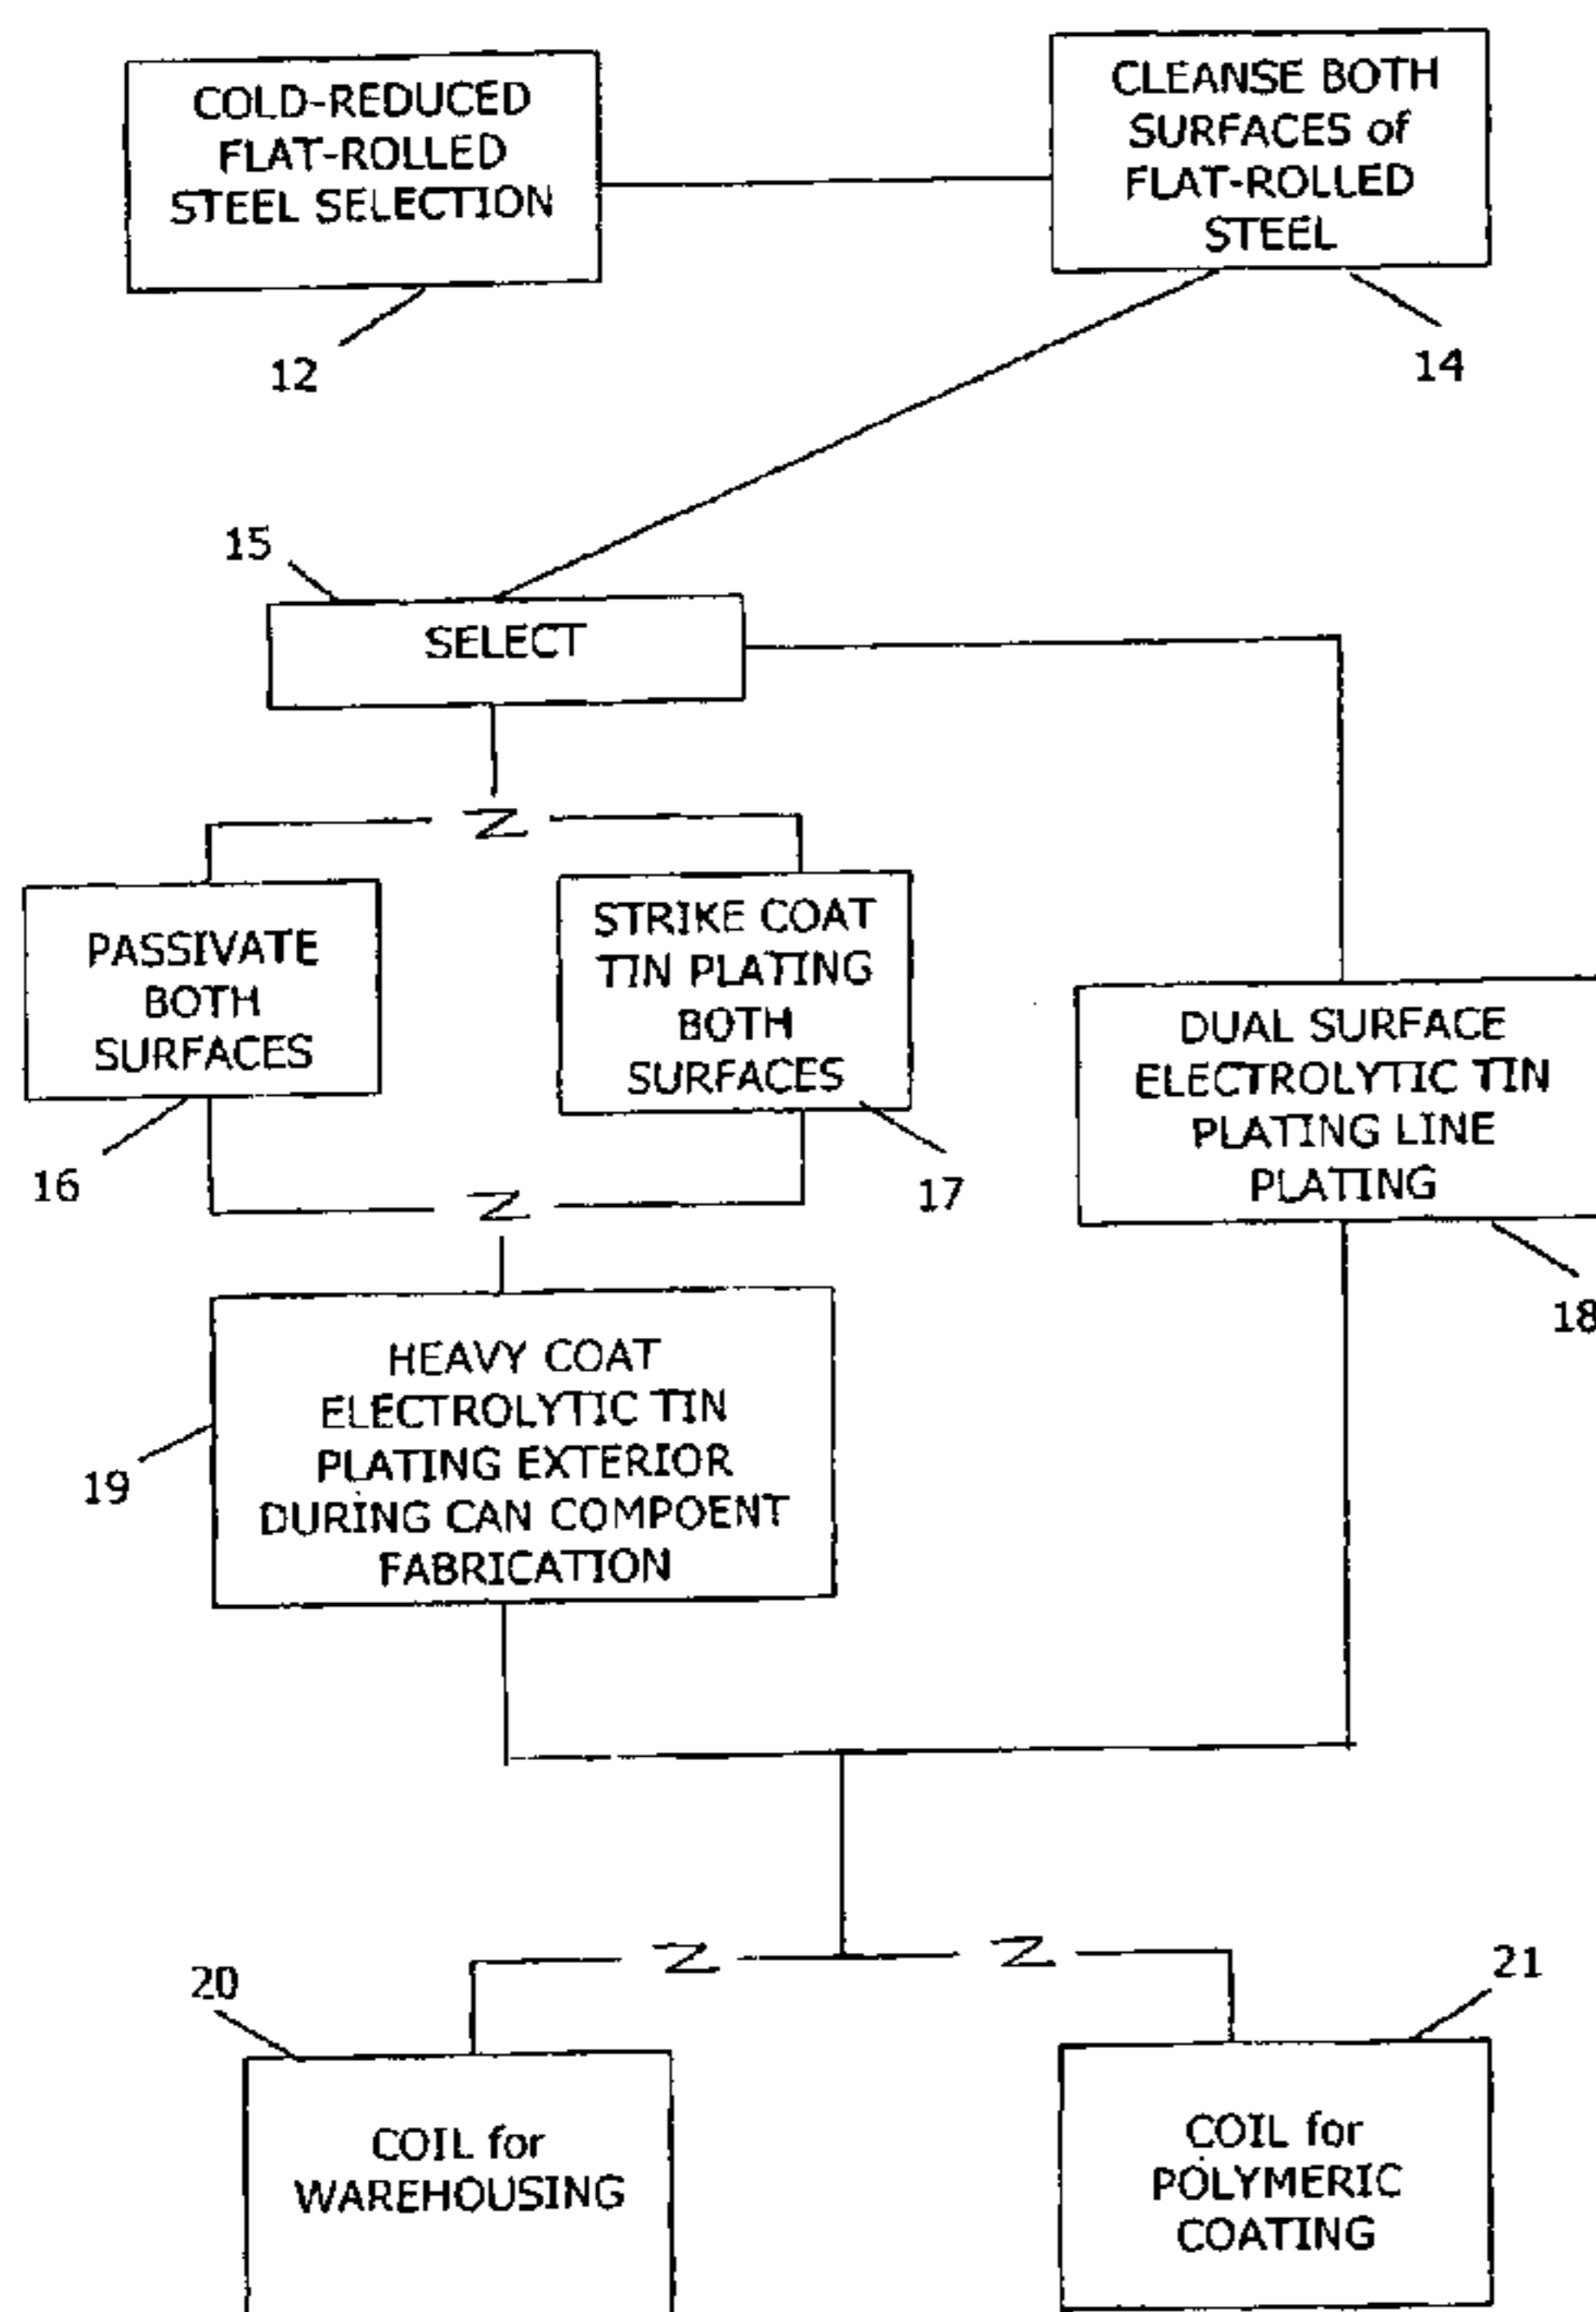 COLD-REDUCED
FLAT-ROLLED
STEEL SELECTION
12
CLEANSE BOTH
SURFACES of
FLAT-ROLLED
STEEL
14
15
SELECT
PASSIVATE
BOTH
SURFACES
16
STRIKE COAT
TIN PLATING
BOTH
SURFACES
17
DUAL SURFACE
ELECTROLYTIC TIN
PLATING LINE
PLATING
18
HEAVY COAT
ELECTROLYTIC TIN
PLATING EXTERIOR
DURING CAN COMPOENT
FABRICATION
19
20
COIL for
WAREHOUSING
21
COIL for
POLYMERIC
COATING